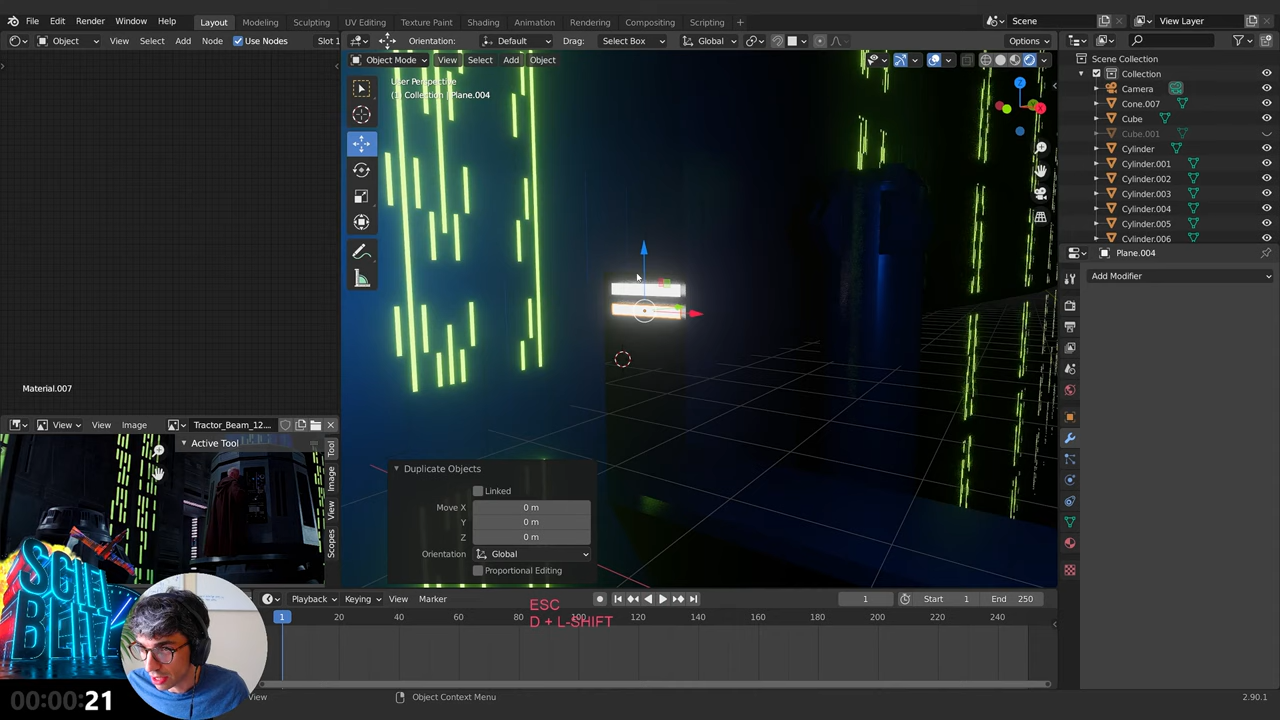 File Edit Render Window Help Layout Modeling Sculpting UV Editing Texture Paint Shading Animation Rendering Compositing Scripting + Scene View Layer
Object View Select Add Node Use Nodes Slot 1 Orientation: Default Drag: Select Box Global Options
Object Mode View Select Add Object
User Perspective
(1) Collection | Plane.004
Z
Scene Collection
Collection
Camera
Cone.007
Cube
Cube.001
Cylinder
Cylinder.001
Cylinder.002
Cylinder.003
Cylinder.004
Cylinder.005
Cylinder.006
Plane.004
Add Modifier
Material.007
View View Image Tractor_Beam_12...
Active Tool
Tool
Image
View
Scopes
Duplicate Objects
Linked
Move X 0 m
Y 0 m
Z 0 m
Orientation Global
Proportional Editing
Playback Keying View Marker 1 Start 1 End 250
1 20 40 60 80 100 120 140 160 180 200 220 240
ESC
D + L-SHIFT
SCIFI
BLITZ
00:00:21
View Object Context Menu 2.90.1